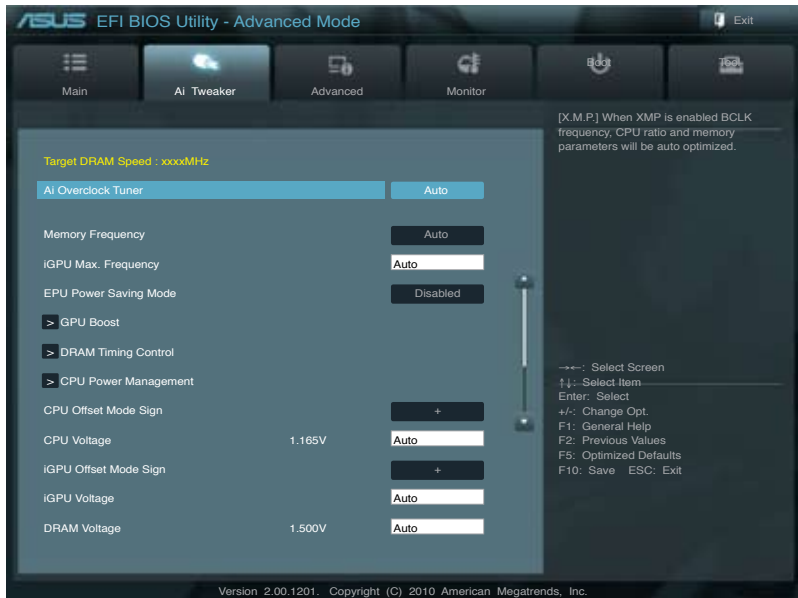 ASUS EFI BIOS Utility - Advanced Mode
Exit
Main
Ai Tweaker
Advanced
Monitor
Boot
Tool
[X.M.P.] When XMP is enabled BCLK
frequency, CPU ratio and memory
parameters will be auto optimized.
Target DRAM Speed : xxxxMHz
Ai Overclock Tuner Auto
Memory Frequency Auto
iGPU Max. Frequency Auto
EPU Power Saving Mode Disabled
> GPU Boost
> DRAM Timing Control
> CPU Power Management
CPU Offset Mode Sign +
CPU Voltage 1.165V Auto
iGPU Offset Mode Sign +
iGPU Voltage Auto
DRAM Voltage 1.500V Auto
→←: Select Screen
↑↓: Select Item
Enter: Select
+/-: Change Opt.
F1: General Help
F2: Previous Values
F5: Optimized Defaults
F10: Save ESC: Exit
Version 2.00.1201. Copyright (C) 2010 American Megatrends, Inc.